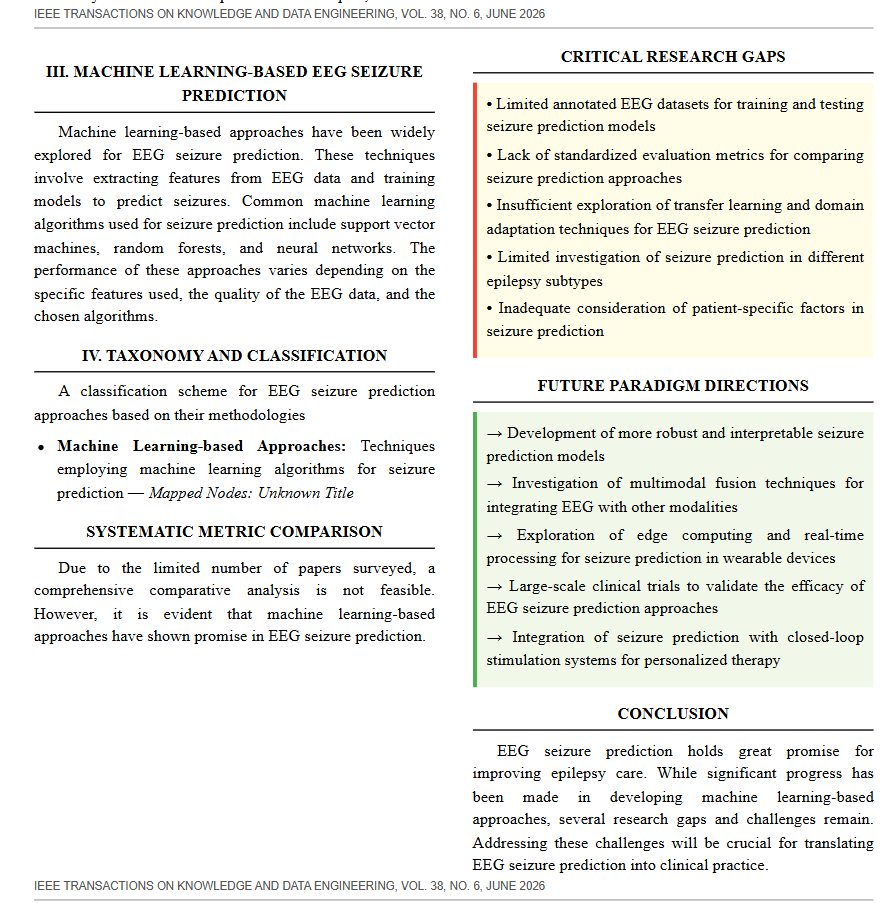 IEEE TRANSACTIONS ON KNOWLEDGE AND DATA ENGINEERING, VOL. 38, NO. 6, JUNE 2026
III. MACHINE LEARNING-BASED EEG SEIZURE
PREDICTION
Machine learning-based approaches have been widely
explored for EEG seizure prediction. These techniques
involve extracting features from EEG data and training
models to predict seizures. Common machine learning
algorithms used for seizure prediction include support vector
machines, random forests, and neural networks. The
performance of these approaches varies depending on the
specific features used, the quality of the EEG data, and the
chosen algorithms.
IV. TAXONOMY AND CLASSIFICATION
A classification scheme for EEG seizure prediction
approaches based on their methodologies
• Machine Learning-based Approaches: Techniques
employing machine learning algorithms for seizure
prediction — Mapped Nodes: Unknown Title
SYSTEMATIC METRIC COMPARISON
Due to the limited number of papers surveyed, a
comprehensive comparative analysis is not feasible.
However, it is evident that machine learning-based
approaches have shown promise in EEG seizure prediction.
CRITICAL RESEARCH GAPS
• Limited annotated EEG datasets for training and testing
seizure prediction models
• Lack of standardized evaluation metrics for comparing
seizure prediction approaches
• Insufficient exploration of transfer learning and domain
adaptation techniques for EEG seizure prediction
• Limited investigation of seizure prediction in different
epilepsy subtypes
• Inadequate consideration of patient-specific factors in
seizure prediction
FUTURE PARADIGM DIRECTIONS
→ Development of more robust and interpretable seizure
prediction models
→ Investigation of multimodal fusion techniques for
integrating EEG with other modalities
→ Exploration of edge computing and real-time
processing for seizure prediction in wearable devices
→ Large-scale clinical trials to validate the efficacy of
EEG seizure prediction approaches
→ Integration of seizure prediction with closed-loop
stimulation systems for personalized therapy
CONCLUSION
EEG seizure prediction holds great promise for
improving epilepsy care. While significant progress has
been made in developing machine learning-based
approaches, several research gaps and challenges remain.
Addressing these challenges will be crucial for translating
EEG seizure prediction into clinical practice.
IEEE TRANSACTIONS ON KNOWLEDGE AND DATA ENGINEERING, VOL. 38, NO. 6, JUNE 2026